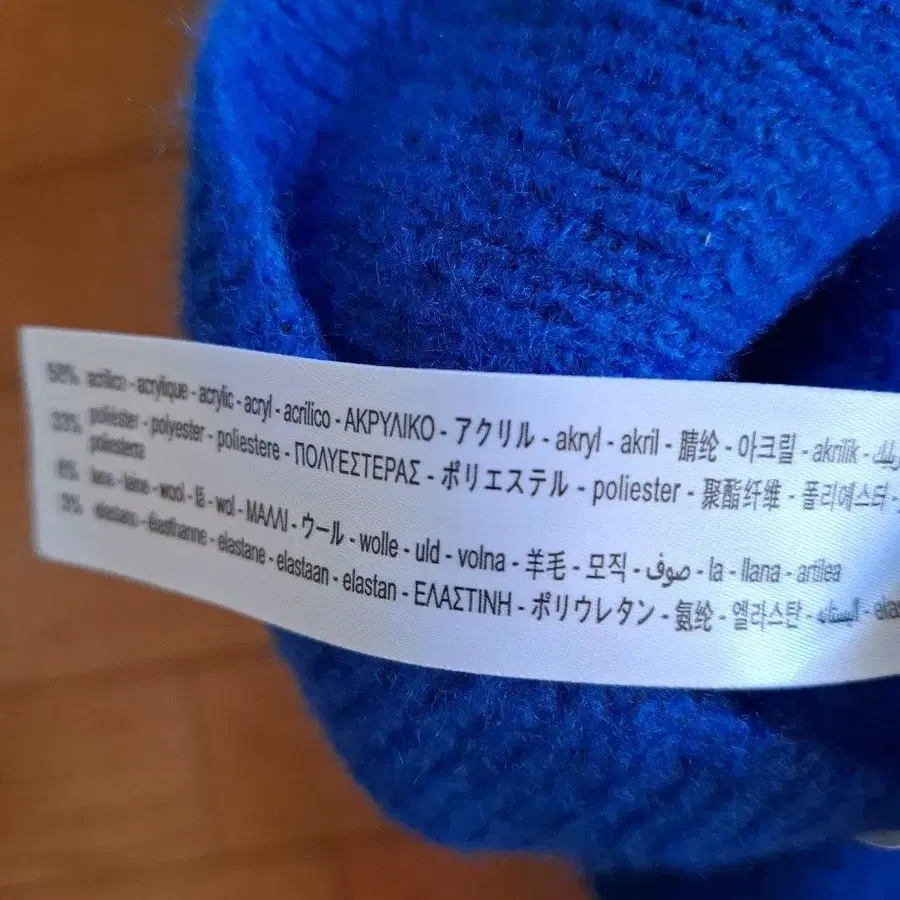 58% acrilico - acrylique - acrylic - acryl - acrílico - ΑΚΡΥΛΙΚΟ - アクリル - akryl - akril - 腈纶 - 아크릴 - akrilik -
33% poliéster - polyester - poliestere - ΠΟΛΥΕΣΤΕΡΑΣ - ポリエステル - poliester - 聚酯纤维 - 폴리에스터 -
poliesterra
6% lana - laine - wool - lã - wol - ΜΑΛΛΙ - ウール - wolle - uld - volna - 羊毛 - 모직 - صوف - la - llana - artilea
3% elastano - élasthanne - elastane - elastaan - elastan - ΕΛΑΣΤΙΝΗ - ポリウレタン - 氨纶 - 엘라스탄 -